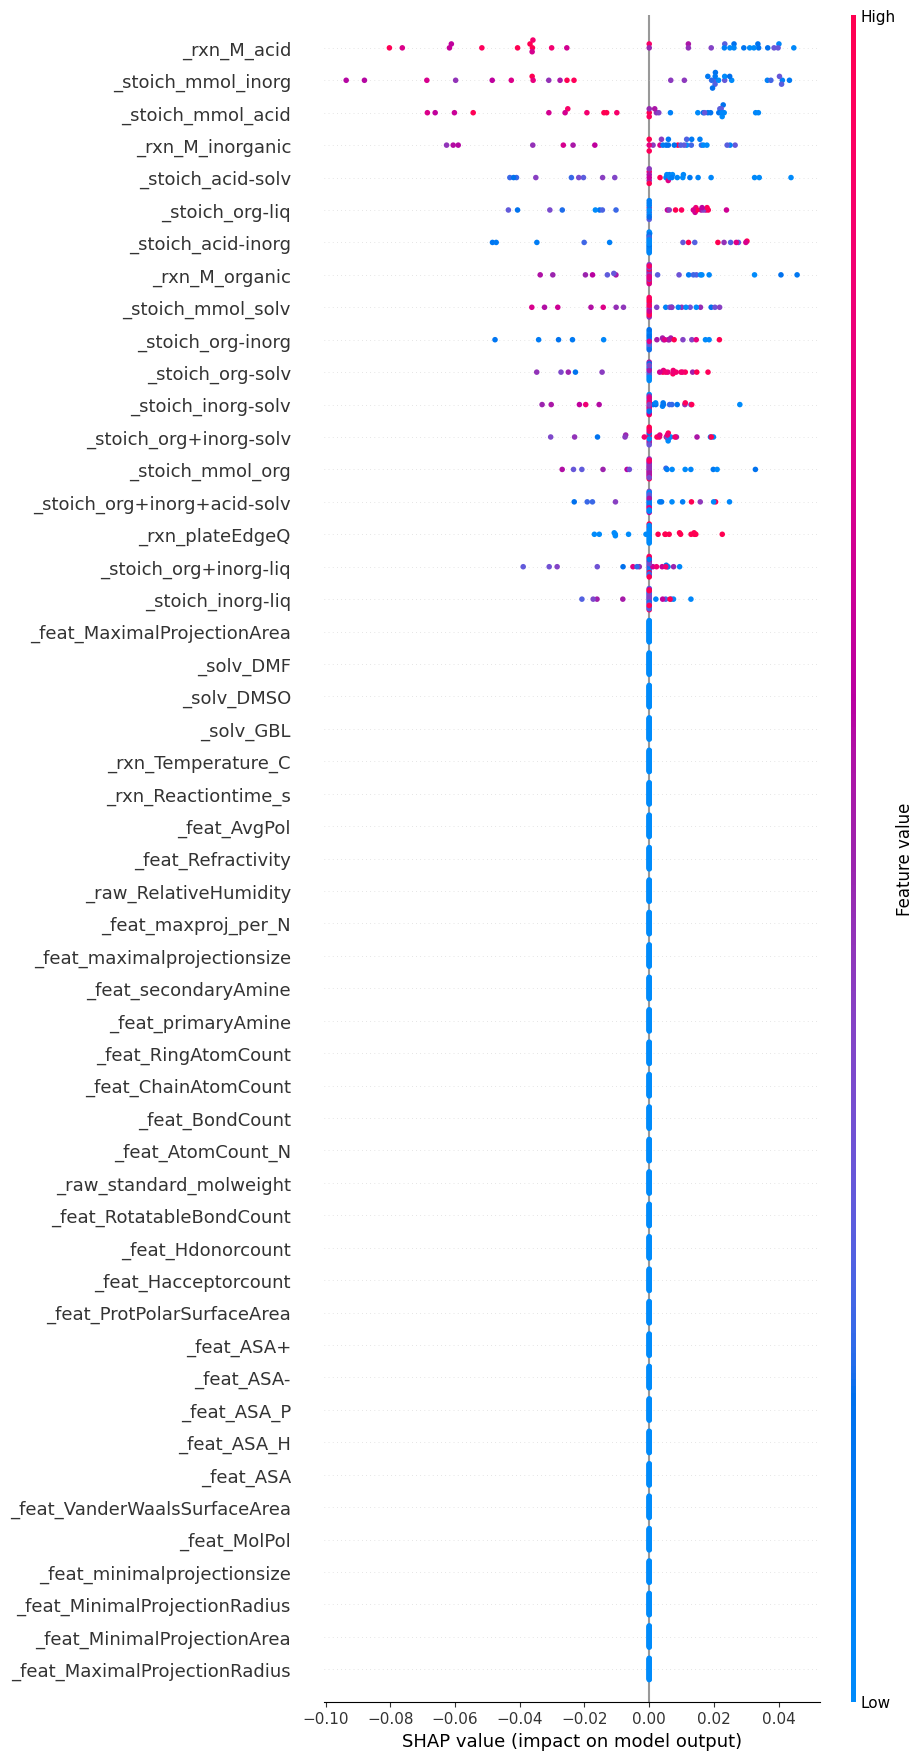 High
_rxn_M_acid
_stoich_mmol_inorg
_stoich_mmol_acid
_rxn_M_inorganic
_stoich_acid-solv
_stoich_org-liq
_stoich_acid-inorg
_rxn_M_organic
_stoich_mmol_solv
_stoich_org-inorg
_stoich_org-solv
_stoich_inorg-solv
_stoich_org+inorg-solv
_stoich_mmol_org
_stoich_org+inorg+acid-solv
_rxn_plateEdgeQ
_stoich_org+inorg-liq
_stoich_inorg-liq
_feat_MaximalProjectionArea
_solv_DMF
_solv_DMSO
_solv_GBL
_rxn_Temperature_C
_rxn_Reactiontime_s
_feat_AvgPol
_feat_Refractivity
_raw_RelativeHumidity
_feat_maxproj_per_N
_feat_maximalprojectionsize
_feat_secondaryAmine
_feat_primaryAmine
_feat_RingAtomCount
_feat_ChainAtomCount
_feat_BondCount
_feat_AtomCount_N
_raw_standard_molweight
_feat_RotatableBondCount
_feat_Hdonorcount
_feat_Hacceptorcount
_feat_ProtPolarSurfaceArea
_feat_ASA+
_feat_ASA-
_feat_ASA_P
_feat_ASA_H
_feat_ASA
_feat_VanderWaalsSurfaceArea
_feat_MolPol
_feat_minimalprojectionsize
_feat_MinimalProjectionRadius
_feat_MinimalProjectionArea
_feat_MaximalProjectionRadius
Feature value
Low
−0.10 −0.08 −0.06 −0.04 −0.02 0.00 0.02 0.04
SHAP value (impact on model output)